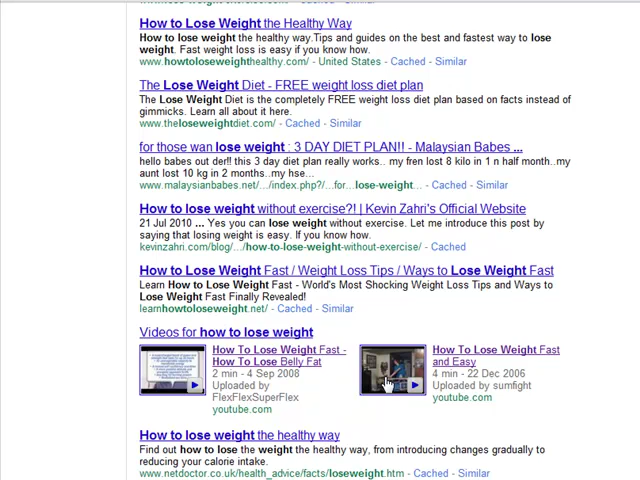 How to Lose Weight the Healthy Way
How to lose weight the healthy way.Tips and guides on the best and fastest way to lose
weight. Fast weight loss is easy if you know how.
www.howtoloseweighthealthy.com/ - United States - Cached - Similar
The Lose Weight Diet - FREE weight loss diet plan
The Lose Weight Diet is the completely FREE weight loss diet plan based on facts instead of
gimmicks. Learn all about it here.
www.theloseweightdiet.com/ - Cached - Similar
for those wan lose weight : 3 DAY DIET PLAN!! - Malaysian Babes ...
hello babes out der!! this 3 day diet plan really works.. my fren lost 8 kilo in 1 n half month..my
aunt lost 10 kg in 2 months..my hse...
www.malaysianbabes.net/.../index.php?/...for...lose-weight... - Cached - Similar
How to lose weight without exercise?! | Kevin Zahri's Official Website
21 Jul 2010 ... Yes you can lose weight without exercise. Let me introduce this post by
saying that losing weight is easy. If you know how.
kevinzahri.com/blog/.../how-to-lose-weight-without-exercise/ - Cached
How to Lose Weight Fast / Weight Loss Tips / Ways to Lose Weight Fast
Learn How to Lose Weight Fast - World's Most Shocking Weight Loss Tips and Ways to
Lose Weight Fast Finally Revealed!
learnhowtoloseweight.net/ - Cached - Similar
Videos for how to lose weight
How To Lose Weight Fast -
How To Lose Belly Fat
2 min - 4 Sep 2008
Uploaded by
FlexFlexSuperFlex
youtube.com
How To Lose Weight Fast
and Easy
4 min - 22 Dec 2006
Uploaded by sumfight
youtube.com
How to lose weight the healthy way
Find out how to lose the weight the healthy way, from introducing changes gradually to
reducing your calorie intake.
www.netdoctor.co.uk/health_advice/facts/loseweight.htm - Cached - Similar